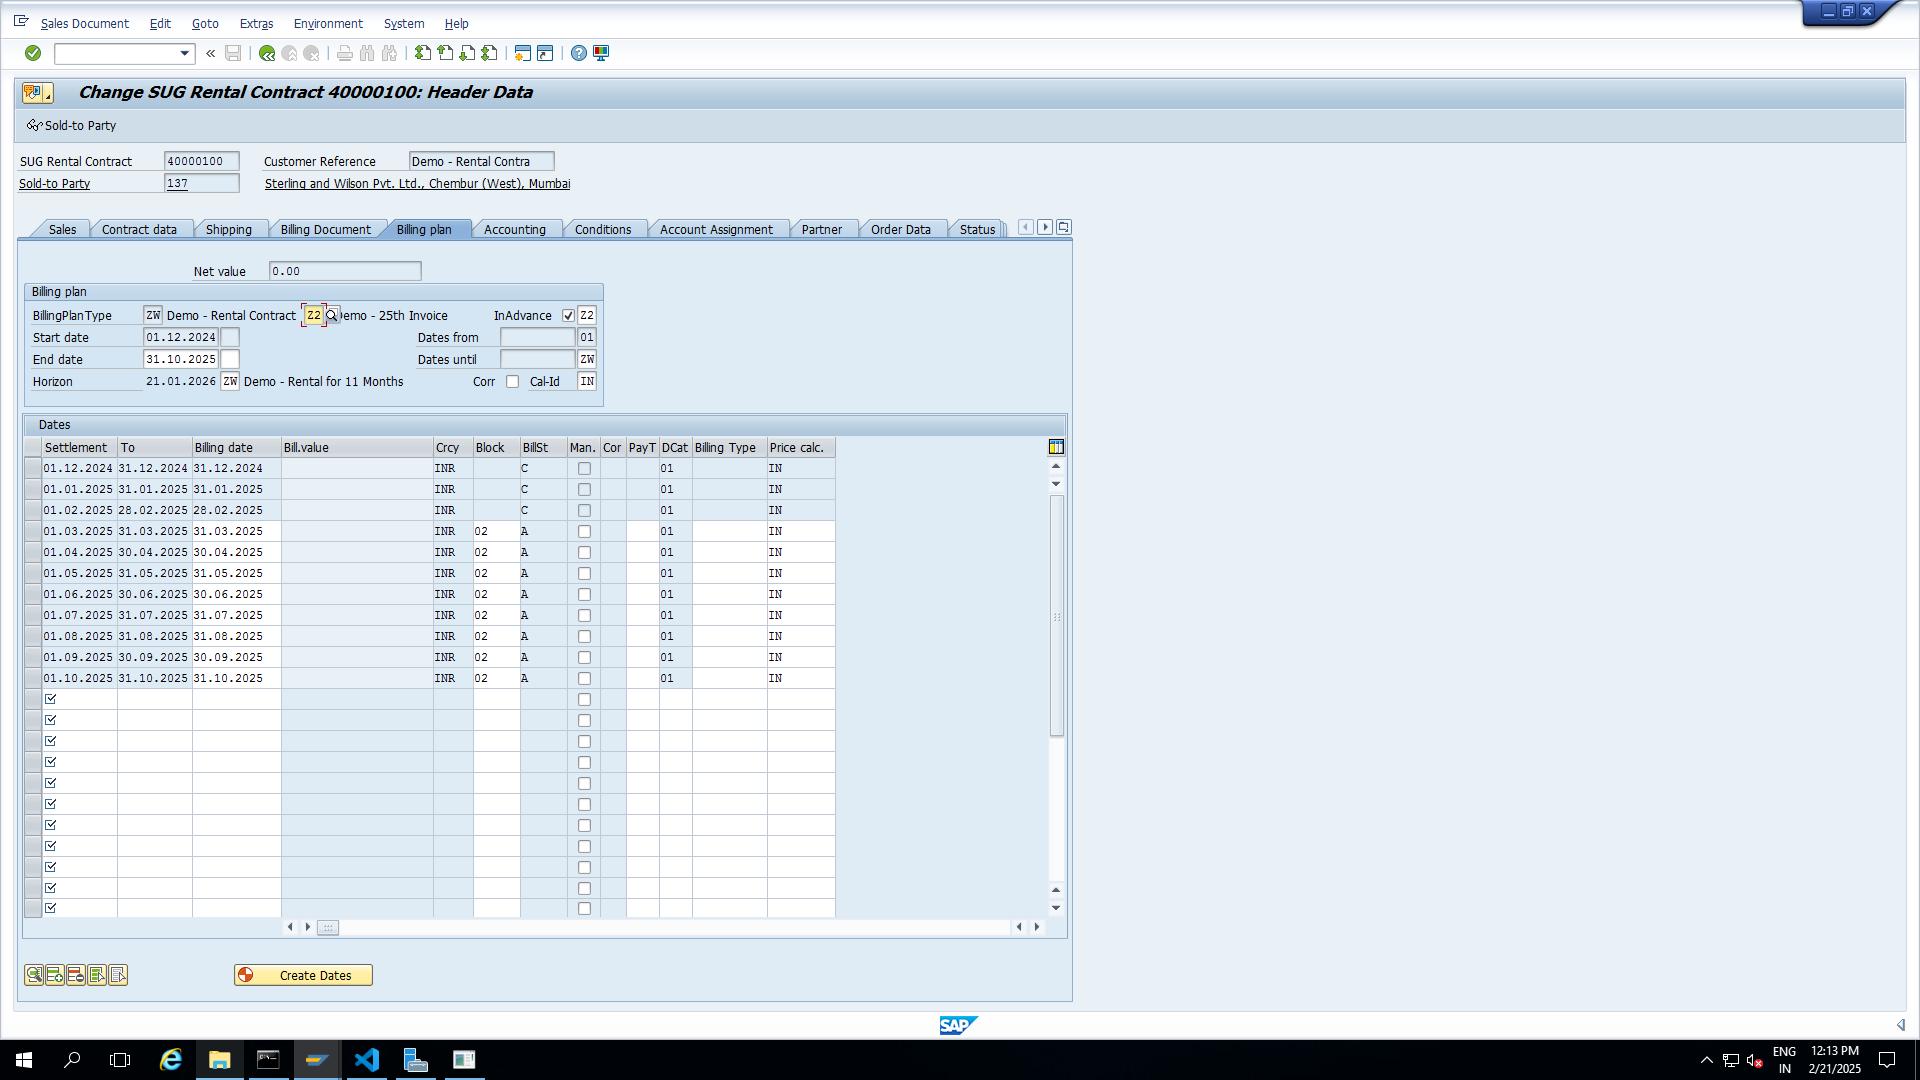 Sales Document Edit Goto Extras Environment System Help
Change SUG Rental Contract 40000100: Header Data
Sold-to Party
SUG Rental Contract 40000100 Customer Reference Demo - Rental Contra
Sold-to Party 137 Sterling and Wilson Pvt. Ltd., Chembur (West), Mumbai
Sales Contract data Shipping Billing Document Billing plan Accounting Conditions Account Assignment Partner Order Data Status
Net value 0.00
Billing plan
BillingPlanType ZW Demo - Rental Contract Z2 emo - 25th Invoice InAdvance Z2
Start date 01.12.2024 Dates from 01
End date 31.10.2025 Dates until ZW
Horizon 21.01.2026 ZW Demo - Rental for 11 Months Corr Cal-Id IN
Dates
Settlement To Billing date Bill.value Crcy Block BillSt Man. Cor PayT DCat Billing Type Price calc.
01.12.2024 31.12.2024 31.12.2024 INR C 01 IN
01.01.2025 31.01.2025 31.01.2025 INR C 01 IN
01.02.2025 28.02.2025 28.02.2025 INR C 01 IN
01.03.2025 31.03.2025 31.03.2025 INR 02 A 01 IN
01.04.2025 30.04.2025 30.04.2025 INR 02 A 01 IN
01.05.2025 31.05.2025 31.05.2025 INR 02 A 01 IN
01.06.2025 30.06.2025 30.06.2025 INR 02 A 01 IN
01.07.2025 31.07.2025 31.07.2025 INR 02 A 01 IN
01.08.2025 31.08.2025 31.08.2025 INR 02 A 01 IN
01.09.2025 30.09.2025 30.09.2025 INR 02 A 01 IN
01.10.2025 31.10.2025 31.10.2025 INR 02 A 01 IN
Create Dates
SAP
ENG 12:13 PM
IN 2/21/2025